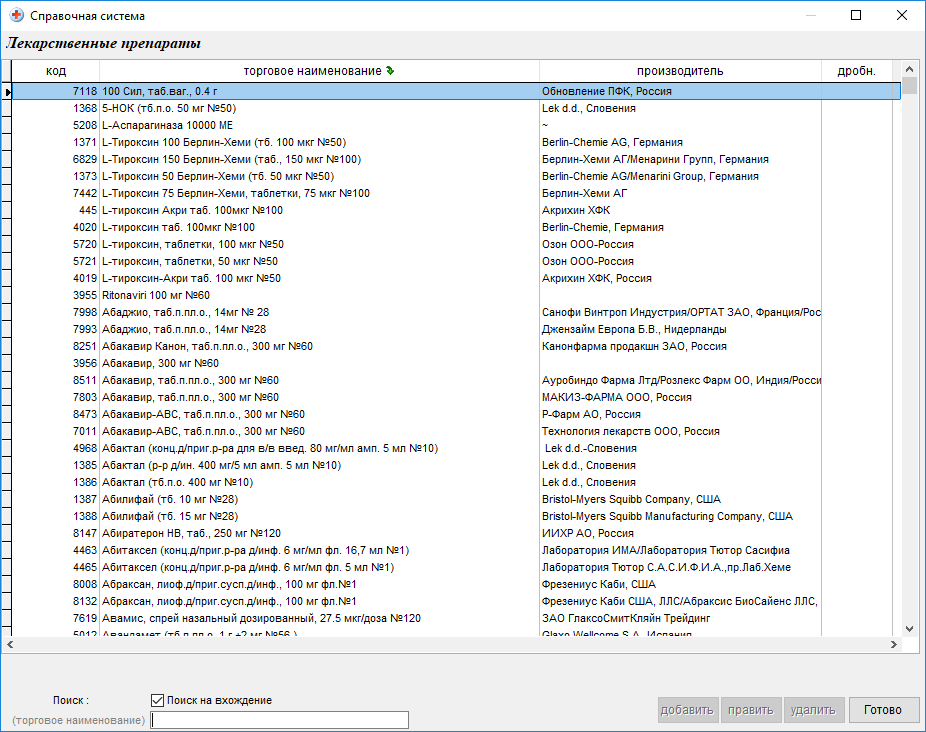 Справочная система
Лекарственные препараты
код торговое наименование производитель дробн.
7118 100 Сил, таб.ваг., 0.4 г Обновление ПФК, Россия
1368 5-НОК (тб.п.о. 50 мг №50) Lek d.d., Словения
5208 L-Аспарагиназа 10000 МЕ ~
1371 L-Тироксин 100 Берлин-Хеми (тб. 100 мкг №50) Berlin-Chemie AG, Германия
6829 L-Тироксин 150 Берлин-Хеми (таб., 150 мкг №100) Берлин-Хеми АГ/Менарини Групп, Германия
1373 L-Тироксин 50 Берлин-Хеми (тб. 50 мкг №50) Berlin-Chemie AG/Menarini Group, Германия
7442 L-Тироксин 75 Берлин-Хеми, таблетки, 75 мкг №100 Берлин-Хеми АГ
445 L-тироксин Акри таб. 100мкг №100 Акрихин ХФК
4020 L-тироксин таб. 100мкг №100 Berlin-Chemie, Германия
5720 L-тироксин, таблетки, 100 мкг №50 Озон ООО-Россия
5721 L-тироксин, таблетки, 50 мкг №50 Озон ООО-Россия
4019 L-тироксин-Акри таб. 100 мкг №50 Акрихин ХФК, Россия
3955 Ritonaviri 100 мг №60
7998 Абаджио, таб.п.пл.о., 14мг № 28 Санофи Винтроп Индустрия/ОРТАТ ЗАО, Франция/Рос
7993 Абаджио, таб.п.пл.о., 14мг №28 Джензайм Европа Б.В., Нидерланды
8251 Абакавир Канон, таб.п.пл.о., 300 мг №60 Канонфарма продакшн ЗАО, Россия
3956 Абакавир, 300 мг №60
8511 Абакавир, таб.п.пл.о., 300 мг №60 Ауробиндо Фарма Лтд/Розлекс Фарм ОО, Индия/Росси
7803 Абакавир, таб.п.пл.о., 300 мг №60 МАКИЗ-ФАРМА ООО, Россия
8473 Абакавир-АВС, таб.п.пл.о., 300 мг №60 Р-Фарм АО, Россия
7011 Абакавир-АВС, таб.п.пл.о., 300 мг №60 Технология лекарств ООО, Россия
4968 Абактал (конц.д/приг.р-ра для в/в введ. 80 мг/мл амп. 5 мл №10) Lek d.d.-Словения
1385 Абактал (р-р д/ин. 400 мг/5 мл амп. 5 мл №10) Lek d.d., Словения
1386 Абактал (тб.п.о. 400 мг №10) Lek d.d., Словения
1387 Абилифай (тб. 10 мг №28) Bristol-Myers Squibb Company, США
1388 Абилифай (тб. 15 мг №28) Bristol-Myers Squibb Manufacturing Company, США
8147 Абиратерон НВ, таб., 250 мг №120 ИИХР АО, Россия
4463 Абитаксел (конц.д/приг.р-ра д/инф. 6 мг/мл фл. 16,7 мл №1) Лаборатория ИМА/Лаборатория Тютор Сасифиа
4465 Абитаксел (конц.д/приг.р-ра д/инф. 6 мг/мл фл. 5 мл №1) Лаборатория Тютор С.А.С.И.Ф.И.А.,пр.Лаб.Хеме
8008 Абраксан, лиоф.д/приг.сусп.д/инф., 100 мг фл.№1 Фрезениус Каби, США
8132 Абраксан, лиоф.д/приг.сусп.д/инф., 100 мг фл.№1 Фрезениус Каби США, ЛЛС/Абраксис БиоСайенс ЛЛС,
7619 Авамис, спрей назальный дозированный, 27.5 мкг/доза №120 ЗАО ГлаксоСмитКляйн Трейдинг
5012 Авандамет (тб.п.пл.о. 1 г +2 мг №56 ) Glaxo Wellcome S.A., Испания
Поиск : Поиск на вхождение
(торговое наименование) добавить править удалить Готово